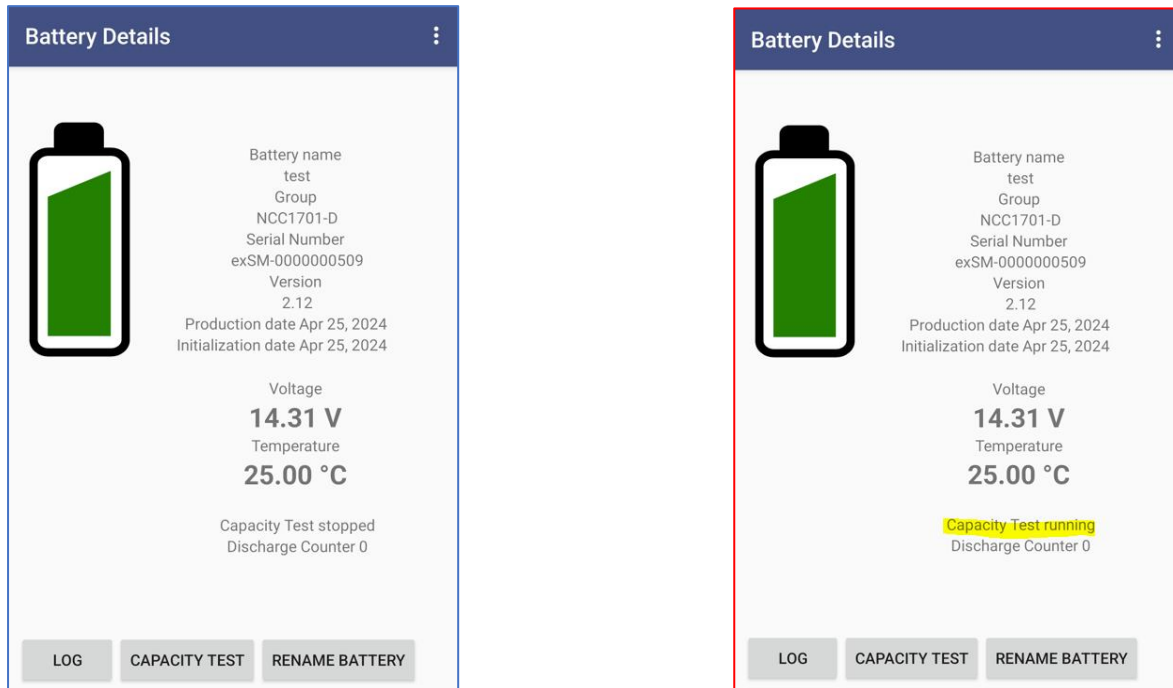 Battery Details
Battery name
test
Group
NCC1701-D
Serial Number
exSM-0000000509
Version
2.12
Production date Apr 25, 2024
Initialization date Apr 25, 2024
Voltage
14.31 V
Temperature
25.00 °C
Capacity Test stopped
Discharge Counter 0
LOG
CAPACITY TEST
RENAME BATTERY
Battery Details
Battery name
test
Group
NCC1701-D
Serial Number
exSM-0000000509
Version
2.12
Production date Apr 25, 2024
Initialization date Apr 25, 2024
Voltage
14.31 V
Temperature
25.00 °C
Capacity Test running
Discharge Counter 0
LOG
CAPACITY TEST
RENAME BATTERY